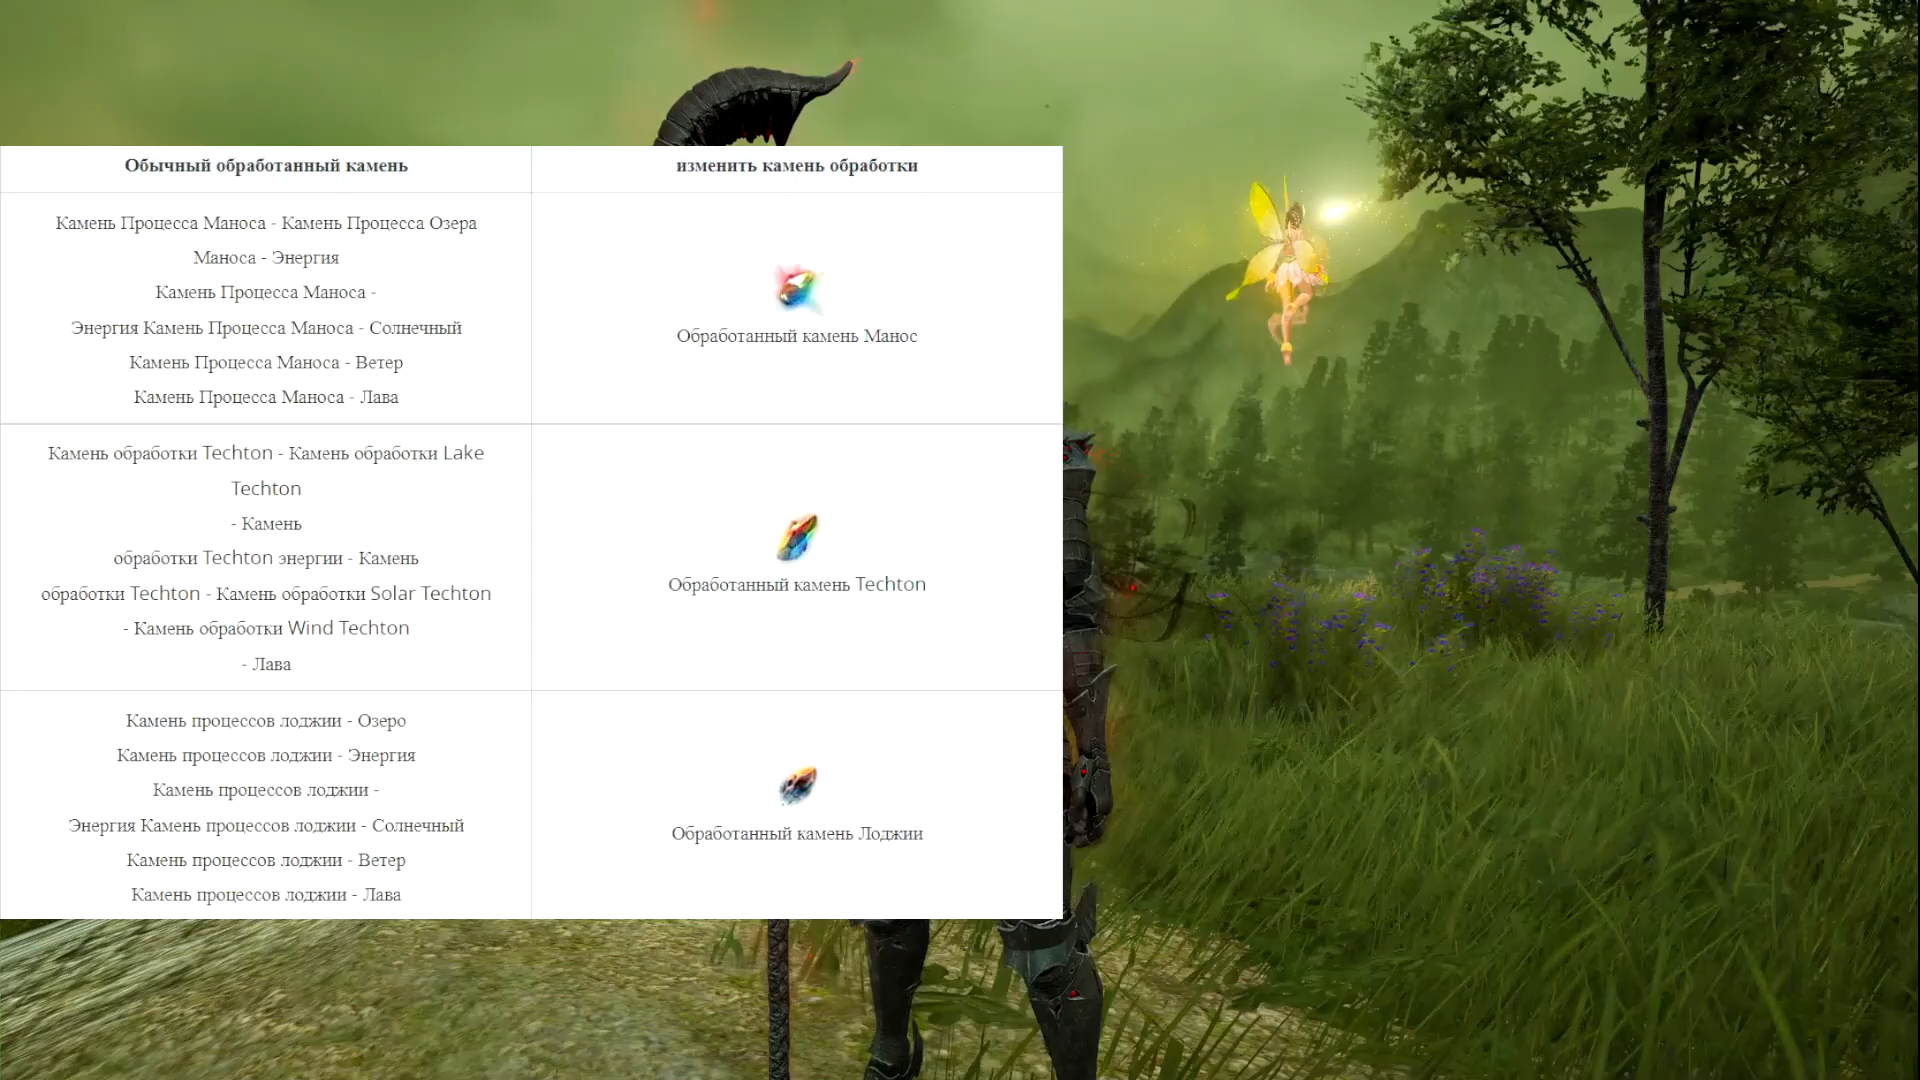 Обычный обработанный камень
изменить камень обработки
Камень Процесса Маноса - Камень Процесса Озера
Маноса - Энергия
Камень Процесса Маноса -
Энергия Камень Процесса Маноса - Солнечный
Камень Процесса Маноса - Ветер
Камень Процесса Маноса - Лава
Обработанный камень Манос
Камень обработки Techton - Камень обработки Lake
Techton
- Камень
обработки Techton энергии - Камень
обработки Techton - Камень обработки Solar Techton
- Камень обработки Wind Techton
- Лава
Обработанный камень Techton
Камень процессов лоджии - Озеро
Камень процессов лоджии - Энергия
Камень процессов лоджии -
Энергия Камень процессов лоджии - Солнечный
Камень процессов лоджии - Ветер
Камень процессов лоджии - Лава
Обработанный камень Лоджии